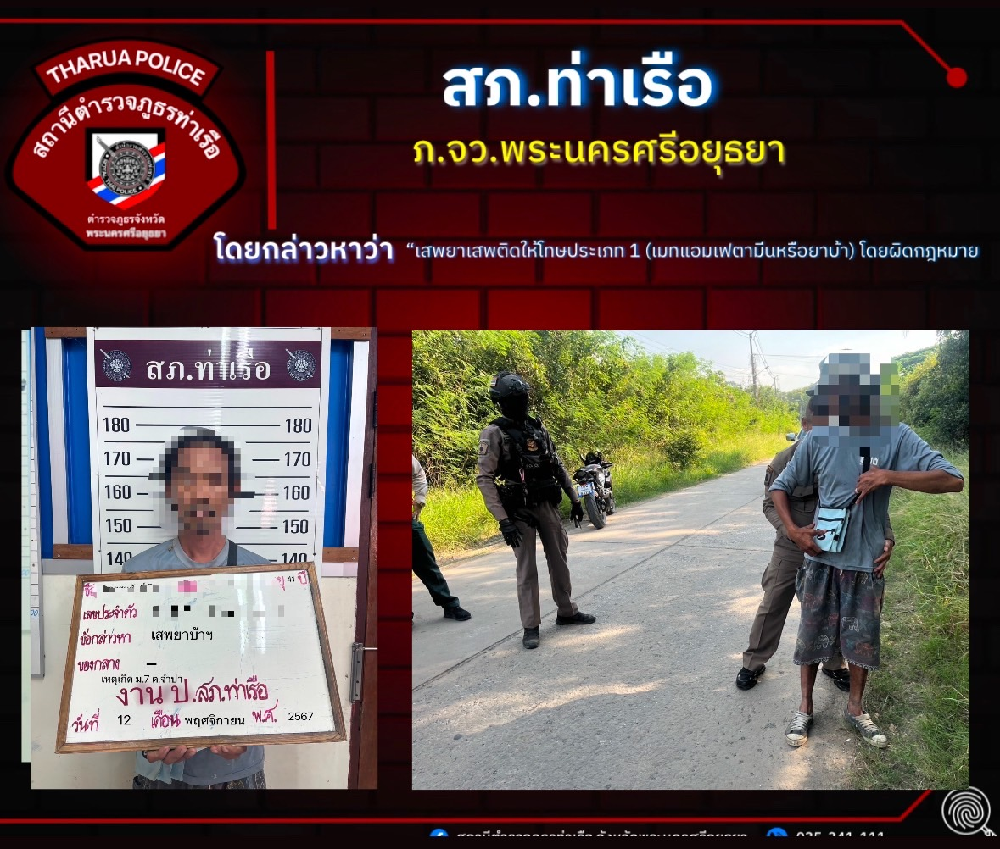 THARUA POLICE
สถานีตำรวจภูธรท่าเรือ
ตำรวจภูธรจังหวัด
พระนครศรีอยุธยา
สภ.ท่าเรือ
ภ.จว.พระนครศรีอยุธยา
โดยกล่าวหาว่า “เสพยาเสพติดให้โทษประเภท 1 (เมทแอมเฟตามีนหรือยาบ้า) โดยผิดกฎหมาย
สภ.ท่าเรือ
180 180
170 170
160 160
150 150
140 140
41 ปี
เลขประจำตัว
ข้อกล่าวหา เสพยาบ้าฯ
ของกลาง –
เหตุเกิด ม.7 ต.จำปา
งาน ป.สภ.ท่าเรือ
วันที่ 12 เดือน พฤศจิกายน พ.ศ. 2567